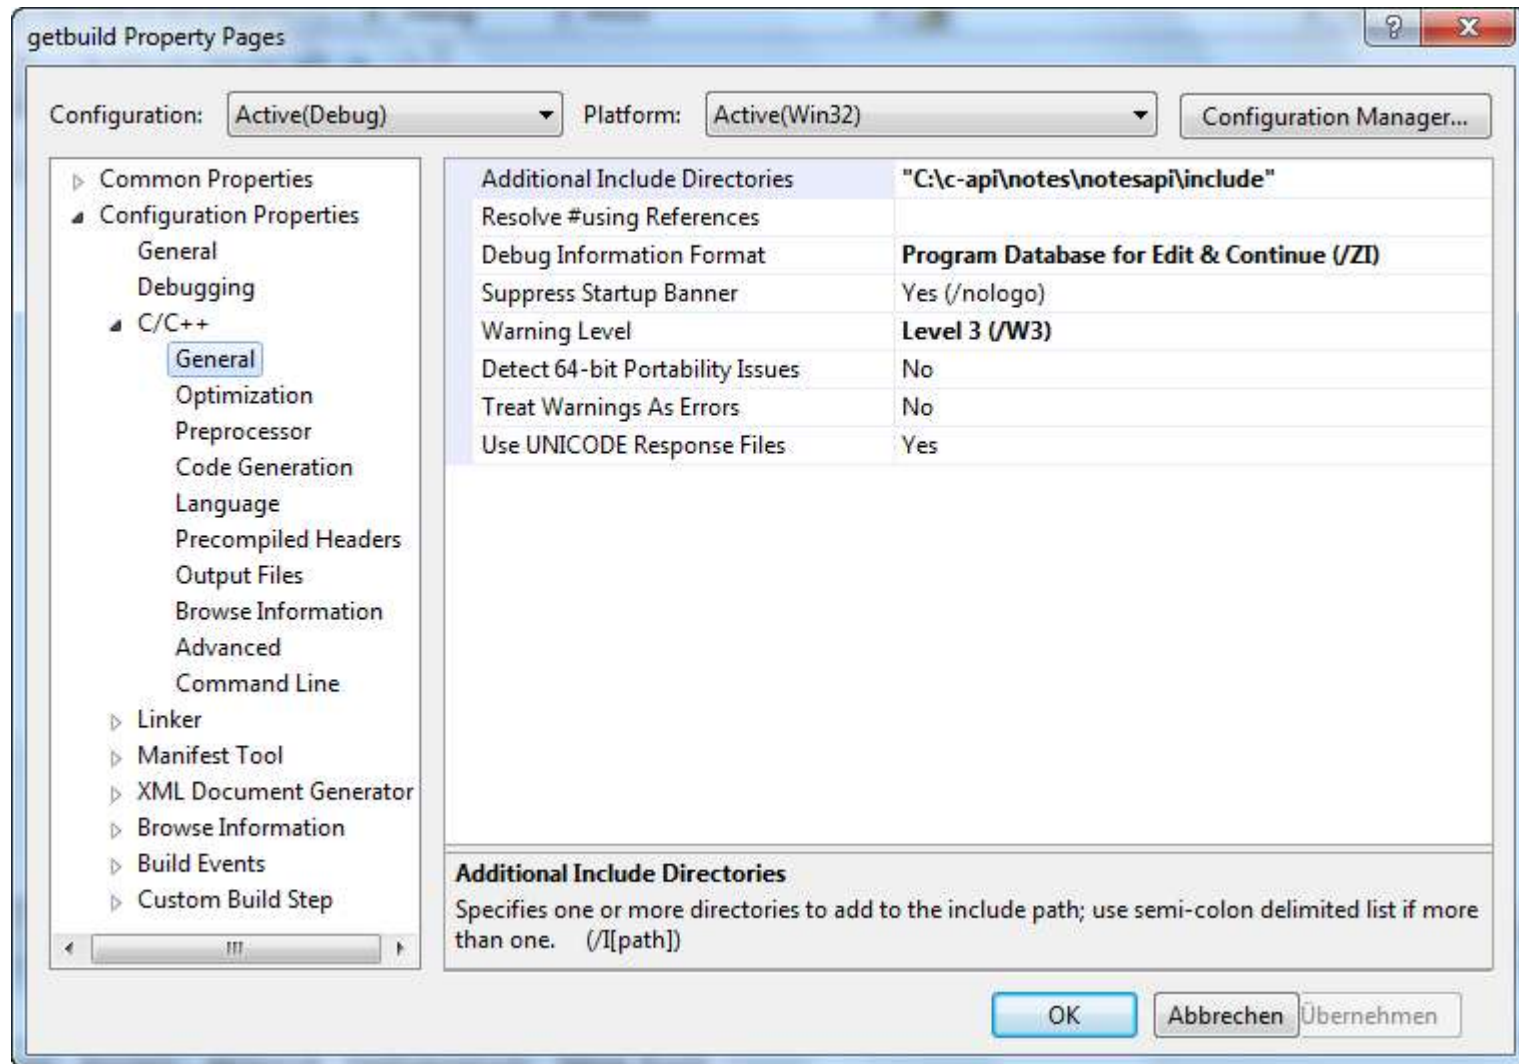 getbuild Property Pages
Configuration: Active(Debug) Platform: Active(Win32) Configuration Manager...
Common Properties
Configuration Properties
General
Debugging
C/C++
General
Optimization
Preprocessor
Code Generation
Language
Precompiled Headers
Output Files
Browse Information
Advanced
Command Line
Linker
Manifest Tool
XML Document Generator
Browse Information
Build Events
Custom Build Step
Additional Include Directories "C:\c-api\notes\notesapi\include"
Resolve #using References
Debug Information Format Program Database for Edit & Continue (/ZI)
Suppress Startup Banner Yes (/nologo)
Warning Level Level 3 (/W3)
Detect 64-bit Portability Issues No
Treat Warnings As Errors No
Use UNICODE Response Files Yes
Additional Include Directories
Specifies one or more directories to add to the include path; use semi-colon delimited list if more
than one. (/I[path])
OK Abbrechen Übernehmen